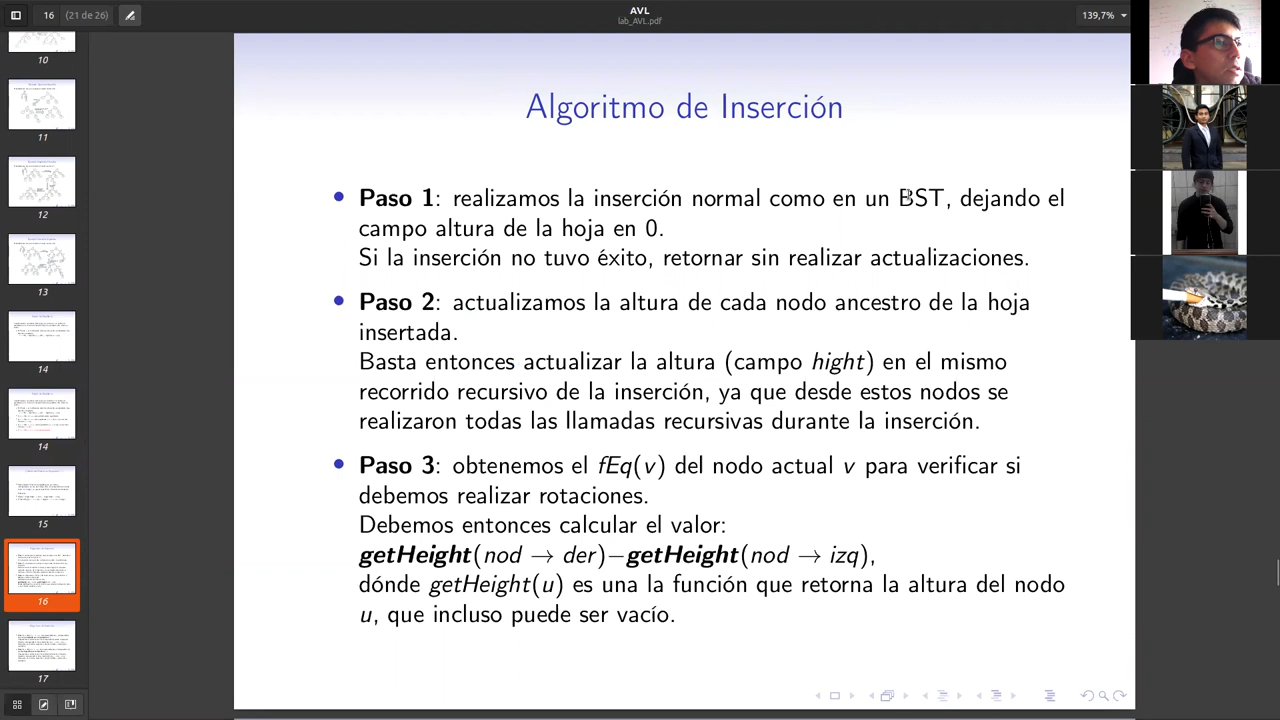 16 (21 de 26)
AVL
lab_AVL.pdf
139,7%
10
11
12
13
14
14
15
16
17
Algoritmo de Inserción
• Paso 1: realizamos la inserción normal como en un BST, dejando el
campo altura de la hoja en 0.
Si la inserción no tuvo éxito, retornar sin realizar actualizaciones.
• Paso 2: actualizamos la altura de cada nodo ancestro de la hoja
insertada.
Basta entonces actualizar la altura (campo hight) en el mismo
recorrido recursivo de la inserción, ya que desde estos nodos se
realizaron todas las llamadas recursivas durante la inserción.
• Paso 3: obtenemos el fEq(v) del nodo actual v para verificar si
debemos realizar rotaciones.
Debemos entonces calcular el valor:
getHeight(nod → der)−getHeight(nod → izq),
dónde getHeight(u) es una la función que retorna la altura del nodo
u, que incluso puede ser vacío.